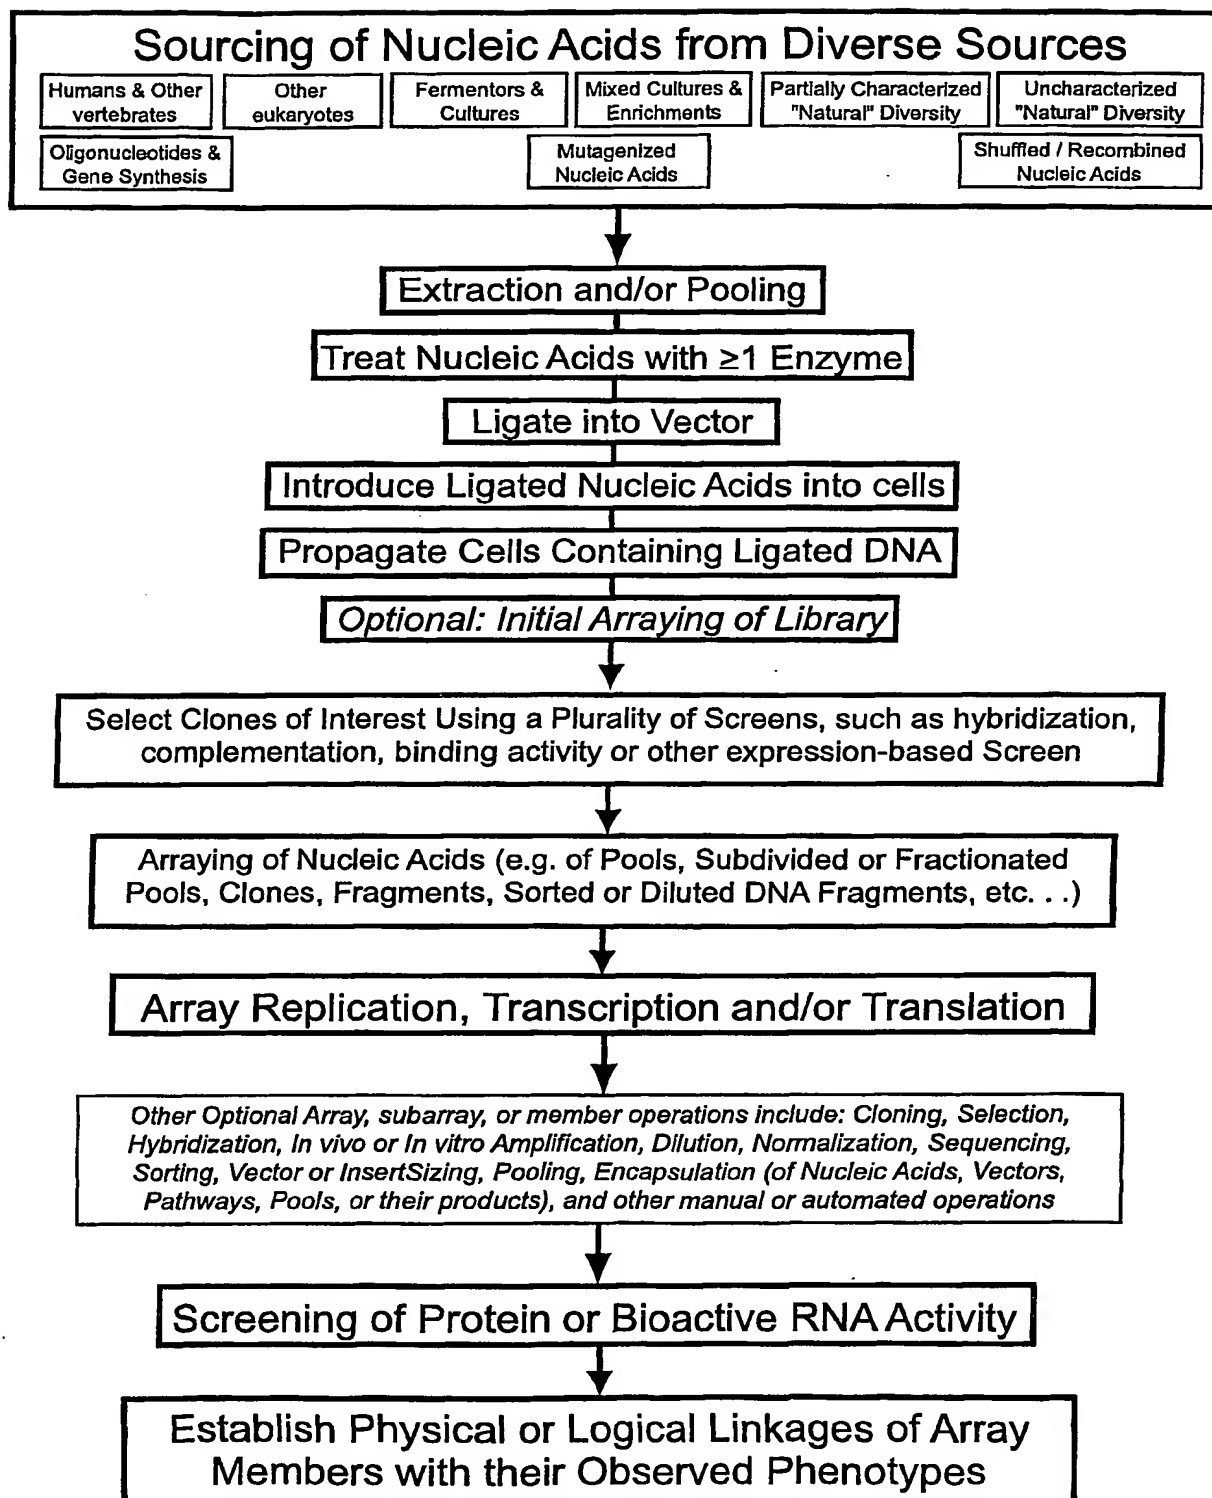 Sourcing of Nucleic Acids from Diverse Sources
Humans & Other
vertebrates
Other
eukaryotes
Fermentors &
Cultures
Mixed Cultures &
Enrichments
Partially Characterized
"Natural" Diversity
Uncharacterized
"Natural" Diversity
Oligonucleotides &
Gene Synthesis
Mutagenized
Nucleic Acids
Shuffled / Recombined
Nucleic Acids
Extraction and/or Pooling
Treat Nucleic Acids with ≥1 Enzyme
Ligate into Vector
Introduce Ligated Nucleic Acids into cells
Propagate Cells Containing Ligated DNA
Optional: Initial Arraying of Library
Select Clones of Interest Using a Plurality of Screens, such as hybridization,
complementation, binding activity or other expression-based Screen
Arraying of Nucleic Acids (e.g. of Pools, Subdivided or Fractionated
Pools, Clones, Fragments, Sorted or Diluted DNA Fragments, etc. . .)
Array Replication, Transcription and/or Translation
Other Optional Array, subarray, or member operations include: Cloning, Selection,
Hybridization, In vivo or In vitro Amplification, Dilution, Normalization, Sequencing,
Sorting, Vector or InsertSizing, Pooling, Encapsulation (of Nucleic Acids, Vectors,
Pathways, Pools, or their products), and other manual or automated operations
Screening of Protein or Bioactive RNA Activity
Establish Physical or Logical Linkages of Array
Members with their Observed Phenotypes